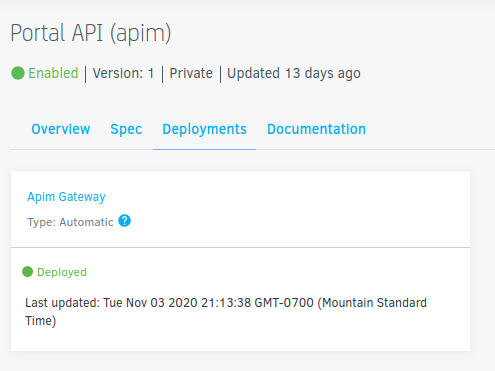 Portal API (apim)
Enabled | Version: 1 | Private | Updated 13 days ago
Overview Spec Deployments Documentation
Apim Gateway
Type: Automatic ?
Deployed
Last updated: Tue Nov 03 2020 21:13:38 GMT-0700 (Mountain Standard
Time)